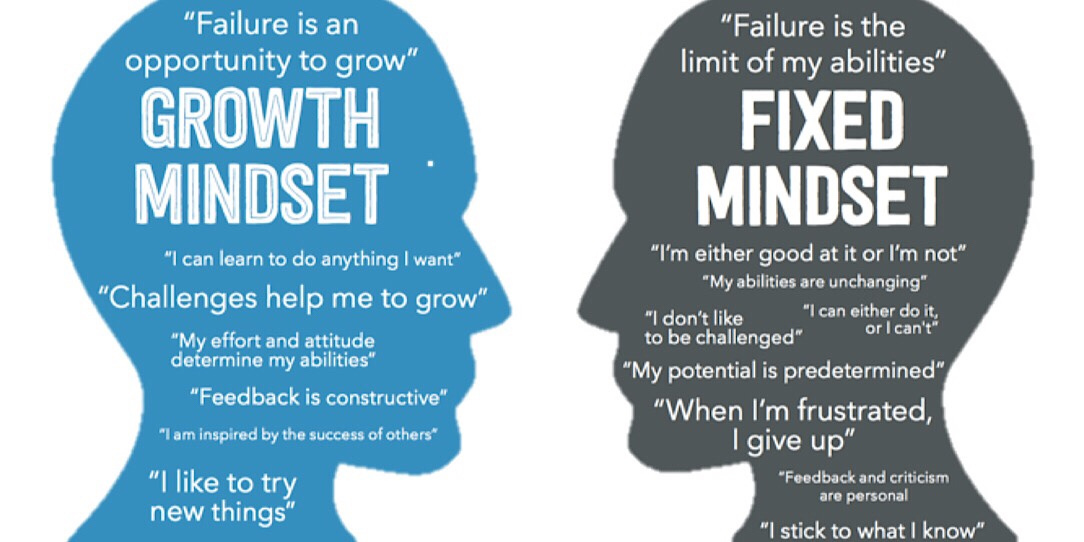 “Failure is an
opportunity to grow”
GROWTH
MINDSET
“I can learn to do anything I want”
“Challenges help me to grow”
“My effort and attitude
determine my abilities”
“Feedback is constructive”
“I am inspired by the success of others”
“I like to try
new things”
“Failure is the
limit of my abilities”
FIXED
MINDSET
“I’m either good at it or I’m not”
“My abilities are unchanging”
“I don’t like
to be challenged”
“I can either do it,
or I can't”
“My potential is predetermined”
“When I’m frustrated,
I give up”
“Feedback and criticism
are personal
“I stick to what I know”